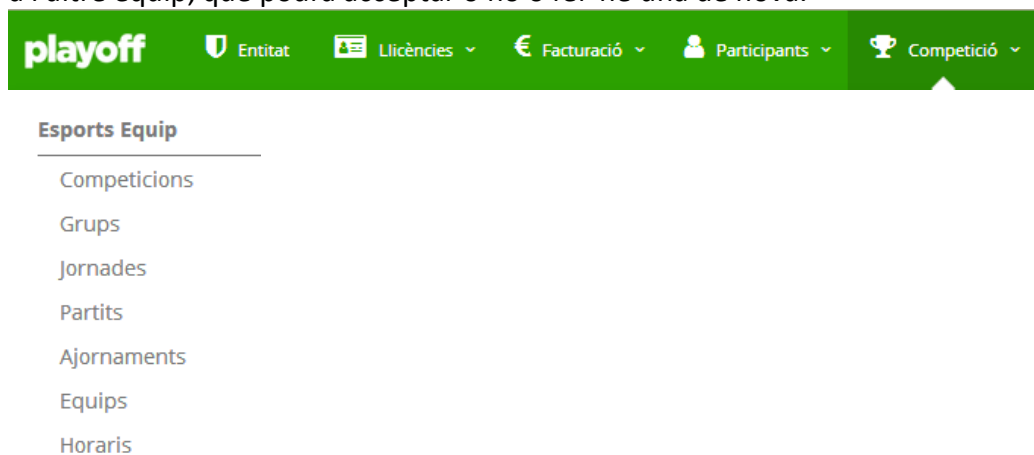 a l'altre equip, que podrà acceptar o no o fer-ne una de nova.
playoff Entitat Llicències Facturació Participants Competició
Esports Equip
Competicions
Grups
Jornades
Partits
Ajornaments
Equips
Horaris